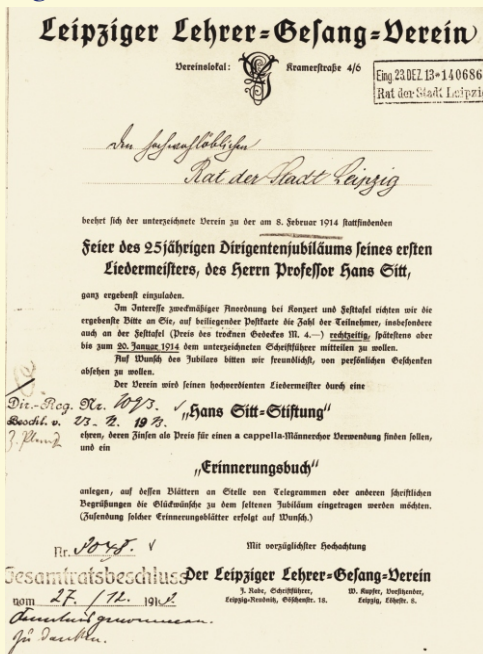 Leipziger Lehrer-Gesang-Verein
Vereinslokal: Kramerstraße 4/6
Eing. 23.DEZ.13*140686
Rat der Stadt Leipzig
Den hochwohllöblichen
Rat der Stadt Leipzig
beehrt sich der unterzeichnete Verein zu der am 8. Februar 1914 stattfindenden
Feier des 25jährigen Dirigentenjubiläums seines ersten
Liedermeisters, des Herrn Professor Hans Sitt,
ganz ergebenst einzuladen.
Im Interesse zweckmäßiger Anordnung bei Konzert und Festtafel richten wir die
ergebenste Bitte an Sie, auf beiliegender Postkarte die Zahl der Teilnehmer, insbesondere
auch an der Festtafel (Preis des trocknen Gedeckes M. 4.—) rechtzeitig, spätestens aber
bis zum 20. Januar 1914 dem unterzeichneten Schriftführer mitteilen zu wollen.
Auf Wunsch des Jubilars bitten wir freundlichst, von persönlichen Geschenken
absehen zu wollen.
Der Verein wird seinen hochverdienten Liedermeister durch eine
Dir.-Reg. Nr. 1093.
„Hans Sitt-Stiftung“
Beschl. v. 23. 12. 1913
ehren, deren Zinsen als Preis für einen a cappella-Männerchor Verwendung finden sollen,
und ein
„Erinnerungsbuch“
anlegen, auf dessen Blättern an Stelle von Telegrammen oder anderen schriftlichen
Begrüßungen die Glückwünsche zu dem seltenen Jubiläum eingetragen werden möchten.
(Zusendung solcher Erinnerungsblätter erfolgt auf Wunsch.)
Nr. Mit vorzüglichster Hochachtung
Gesamtratsbeschluss Der Leipziger Lehrer-Gesang-Verein
J. Rabe, Schriftführer, W. Kupfer, Vorsitzender,
Leipzig-Reudnitz, Göschenstr. 18. Leipzig, Löhrstr. 8.
vom 27. /12. 191
Kenntnis genommen.
Zu danken.